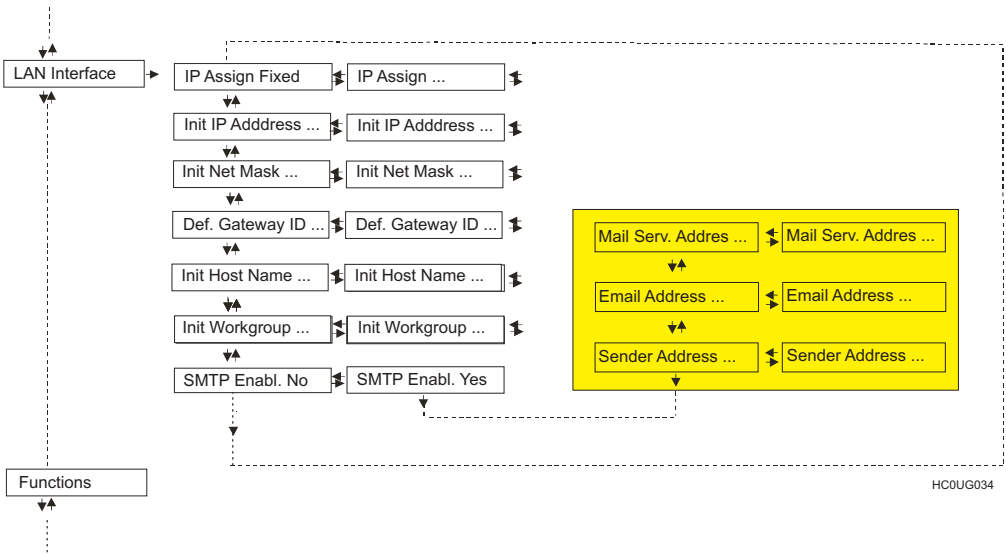 LAN Interface
IP Assign Fixed
IP Assign ...
Init IP Adddress ...
Init IP Adddress ...
Init Net Mask ...
Init Net Mask ...
Def. Gateway ID ...
Def. Gateway ID ...
Init Host Name ...
Init Host Name ...
Init Workgroup ...
Init Workgroup ...
SMTP Enabl. No
SMTP Enabl. Yes
Mail Serv. Addres ...
Mail Serv. Addres ...
Email Address ...
Email Address ...
Sender Address ...
Sender Address ...
Functions
HC0UG034